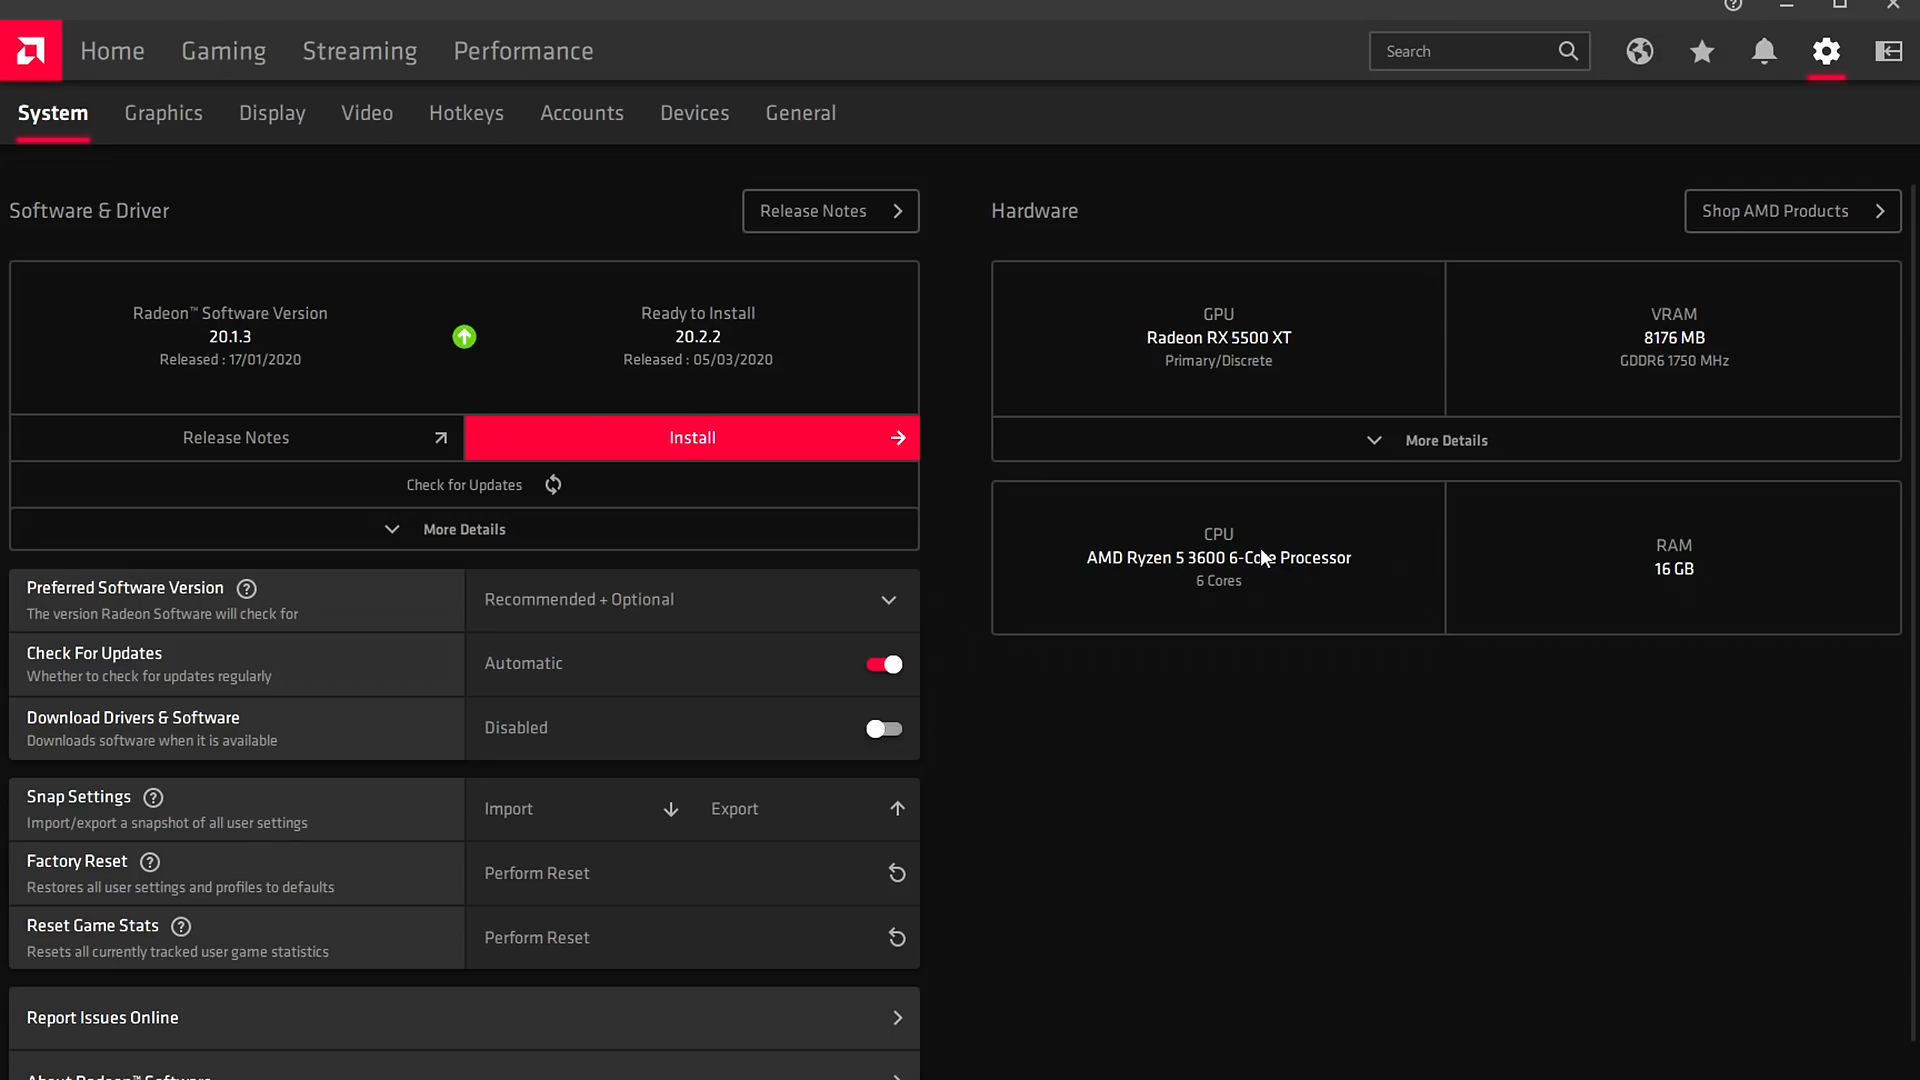 Home
Gaming
Streaming
Performance
Search
System
Graphics
Display
Video
Hotkeys
Accounts
Devices
General
Software & Driver
Release Notes
Radeon™ Software Version
20.1.3
Released : 17/01/2020
Ready to Install
20.2.2
Released : 05/03/2020
Release Notes
Install
Check for Updates
More Details
Preferred Software Version
The version Radeon Software will check for
Recommended + Optional
Check For Updates
Whether to check for updates regularly
Automatic
Download Drivers & Software
Downloads software when it is available
Disabled
Snap Settings
Import/export a snapshot of all user settings
Import
Export
Factory Reset
Restores all user settings and profiles to defaults
Perform Reset
Reset Game Stats
Resets all currently tracked user game statistics
Perform Reset
Report Issues Online
About Radeon™ Software
Hardware
Shop AMD Products
GPU
Radeon RX 5500 XT
Primary/Discrete
VRAM
8176 MB
GDDR6 1750 MHz
More Details
CPU
AMD Ryzen 5 3600 6-Core Processor
6 Cores
RAM
16 GB